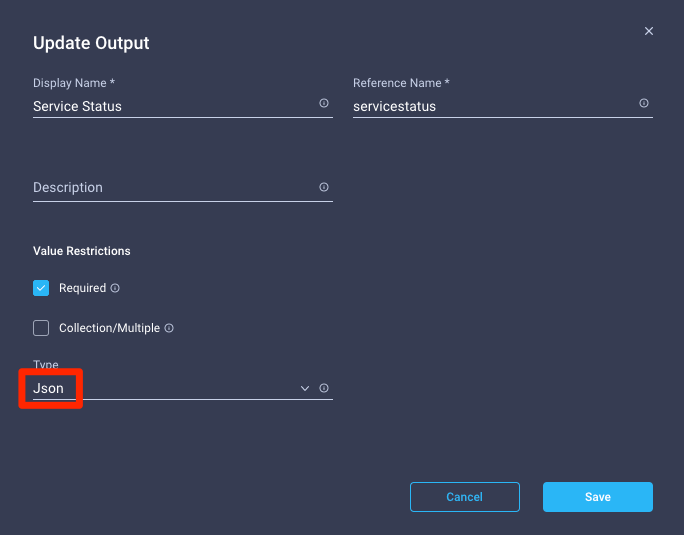 Update Output
Display Name *
Reference Name *
Service Status
servicestatus
Description
Value Restrictions
Required
Collection/Multiple
Type
Json
Cancel
Save